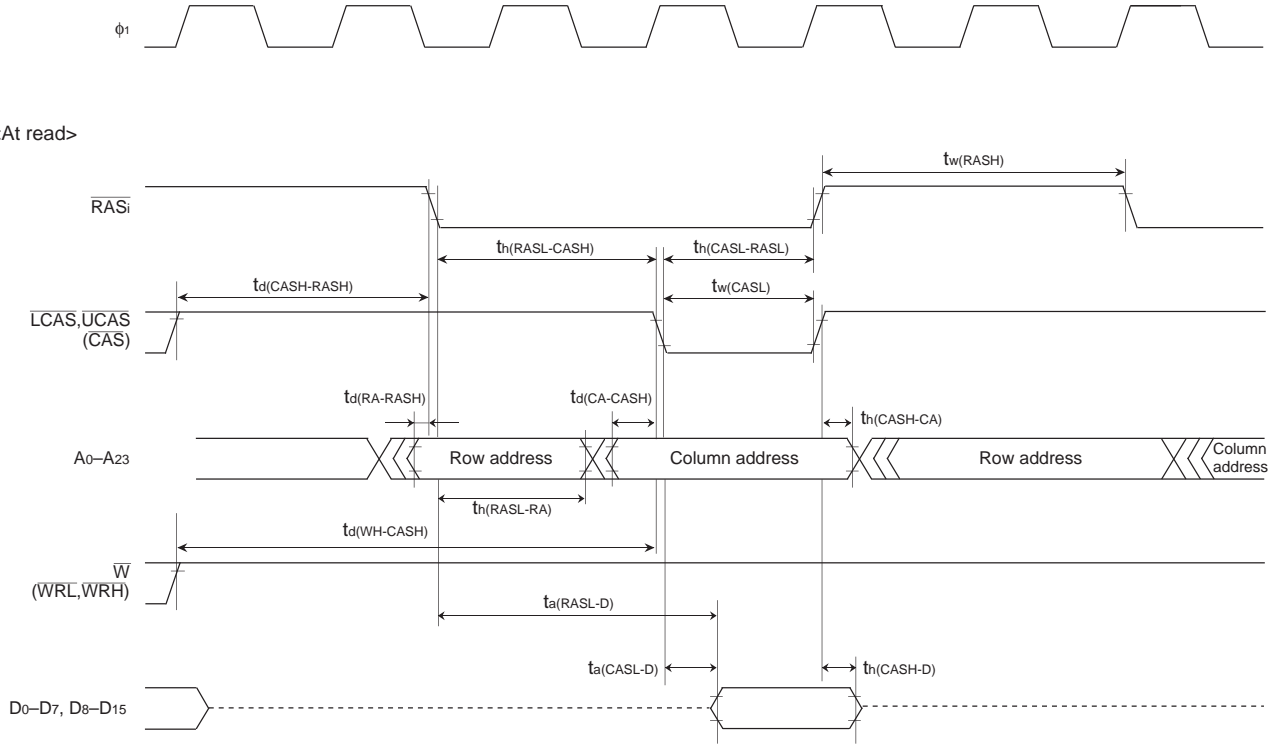 ϕ1
<At read>
tw(RASH)
RASi
th(RASL-CASH)
th(CASL-RASL)
td(CASH-RASH)
tw(CASL)
LCAS,UCAS
(CAS)
td(RA-RASH)
td(CA-CASH)
th(CASH-CA)
A0–A23
Row address
Column address
Row address
Column
address
th(RASL-RA)
td(WH-CASH)
W
(WRL,WRH)
ta(RASL-D)
ta(CASL-D)
th(CASH-D)
D0–D7, D8–D15